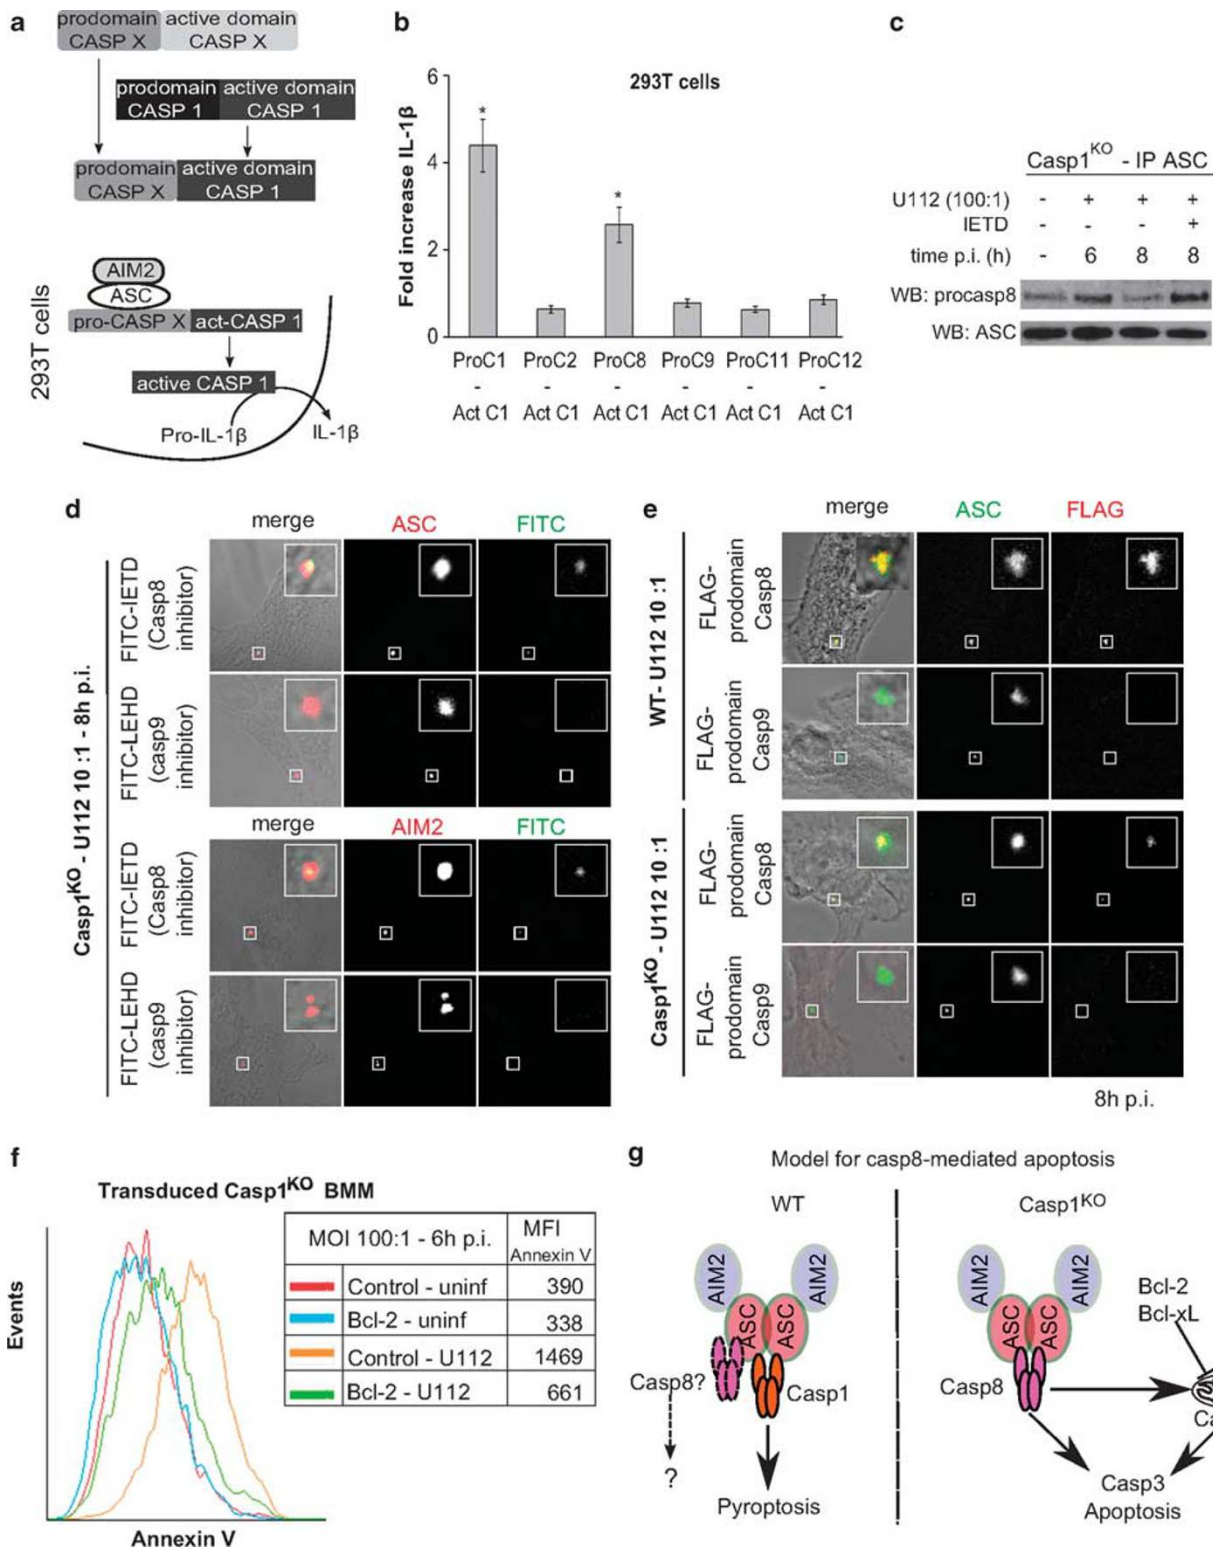 a
prodomain active domain
CASP X CASP X
prodomain active domain
CASP 1 CASP 1
prodomain active domain
CASP X CASP 1
293T cells
AIM2
ASC
pro-CASP X act-CASP 1
active CASP 1
Pro-IL-1β IL-1β
b
293T cells
Fold increase IL-1β
6
4
2
0
ProC1 ProC2 ProC8 ProC9 ProC11 ProC12
- - - - - -
Act C1 Act C1 Act C1 Act C1 Act C1 Act C1
* *
c
Casp1KO - IP ASC
U112 (100:1) - + + +
IETD - - - +
time p.i. (h) - 6 8 8
WB: procasp8
WB: ASC
d
Casp1KO - U112 10 :1 - 8h p.i.
merge ASC FITC
FITC-IETD
(Casp8
inhibitor)
FITC-LEHD
(casp9
inhibitor)
merge AIM2 FITC
FITC-IETD
(Casp8
inhibitor)
FITC-LEHD
(casp9
inhibitor)
e
merge ASC FLAG
WT- U112 10 :1
FLAG-
prodomain
Casp8
FLAG-
prodomain
Casp9
Casp1KO - U112 10 :1
FLAG-
prodomain
Casp8
FLAG-
prodomain
Casp9
8h p.i.
f
Transduced Casp1KO BMM
Events
Annexin V
MOI 100:1 - 6h p.i. MFI
Annexin V
Control - uninf 390
Bcl-2 - uninf 338
Control - U112 1469
Bcl-2 - U112 661
g
Model for casp8-mediated apoptosis
WT
AIM2 AIM2
ASC ASC
Casp8? Casp1
?
Pyroptosis
Casp1KO
AIM2 AIM2
ASC ASC
Bcl-2
Bcl-xL
Casp8
Ca
Casp3
Apoptosis